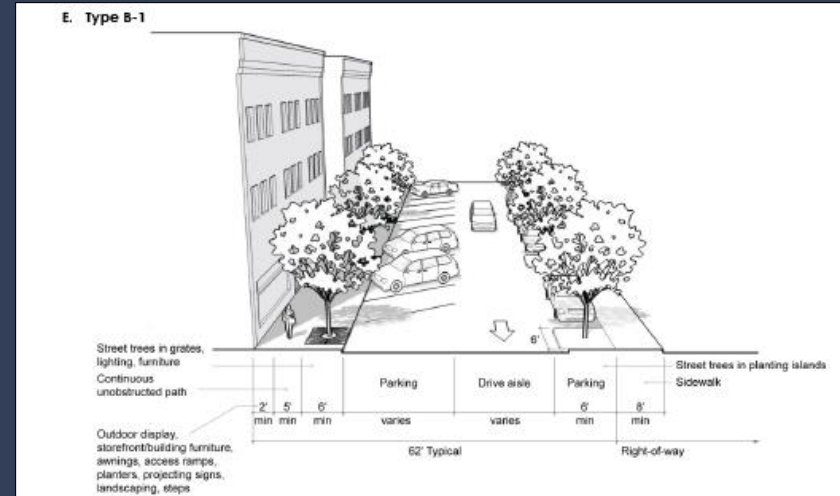 E. Type B-1
6'
Street trees in grates,
lighting, furniture
Continuous
unobstructed path
Parking
Drive aisle
Parking
Street trees in planting islands
Sidewalk
2'
min
5'
min
6'
min
varies
varies
6'
min
8'
min
Outdoor display,
storefront/building furniture,
awnings, access ramps,
planters, projecting signs,
landscaping, steps
62' Typical
Right-of-way